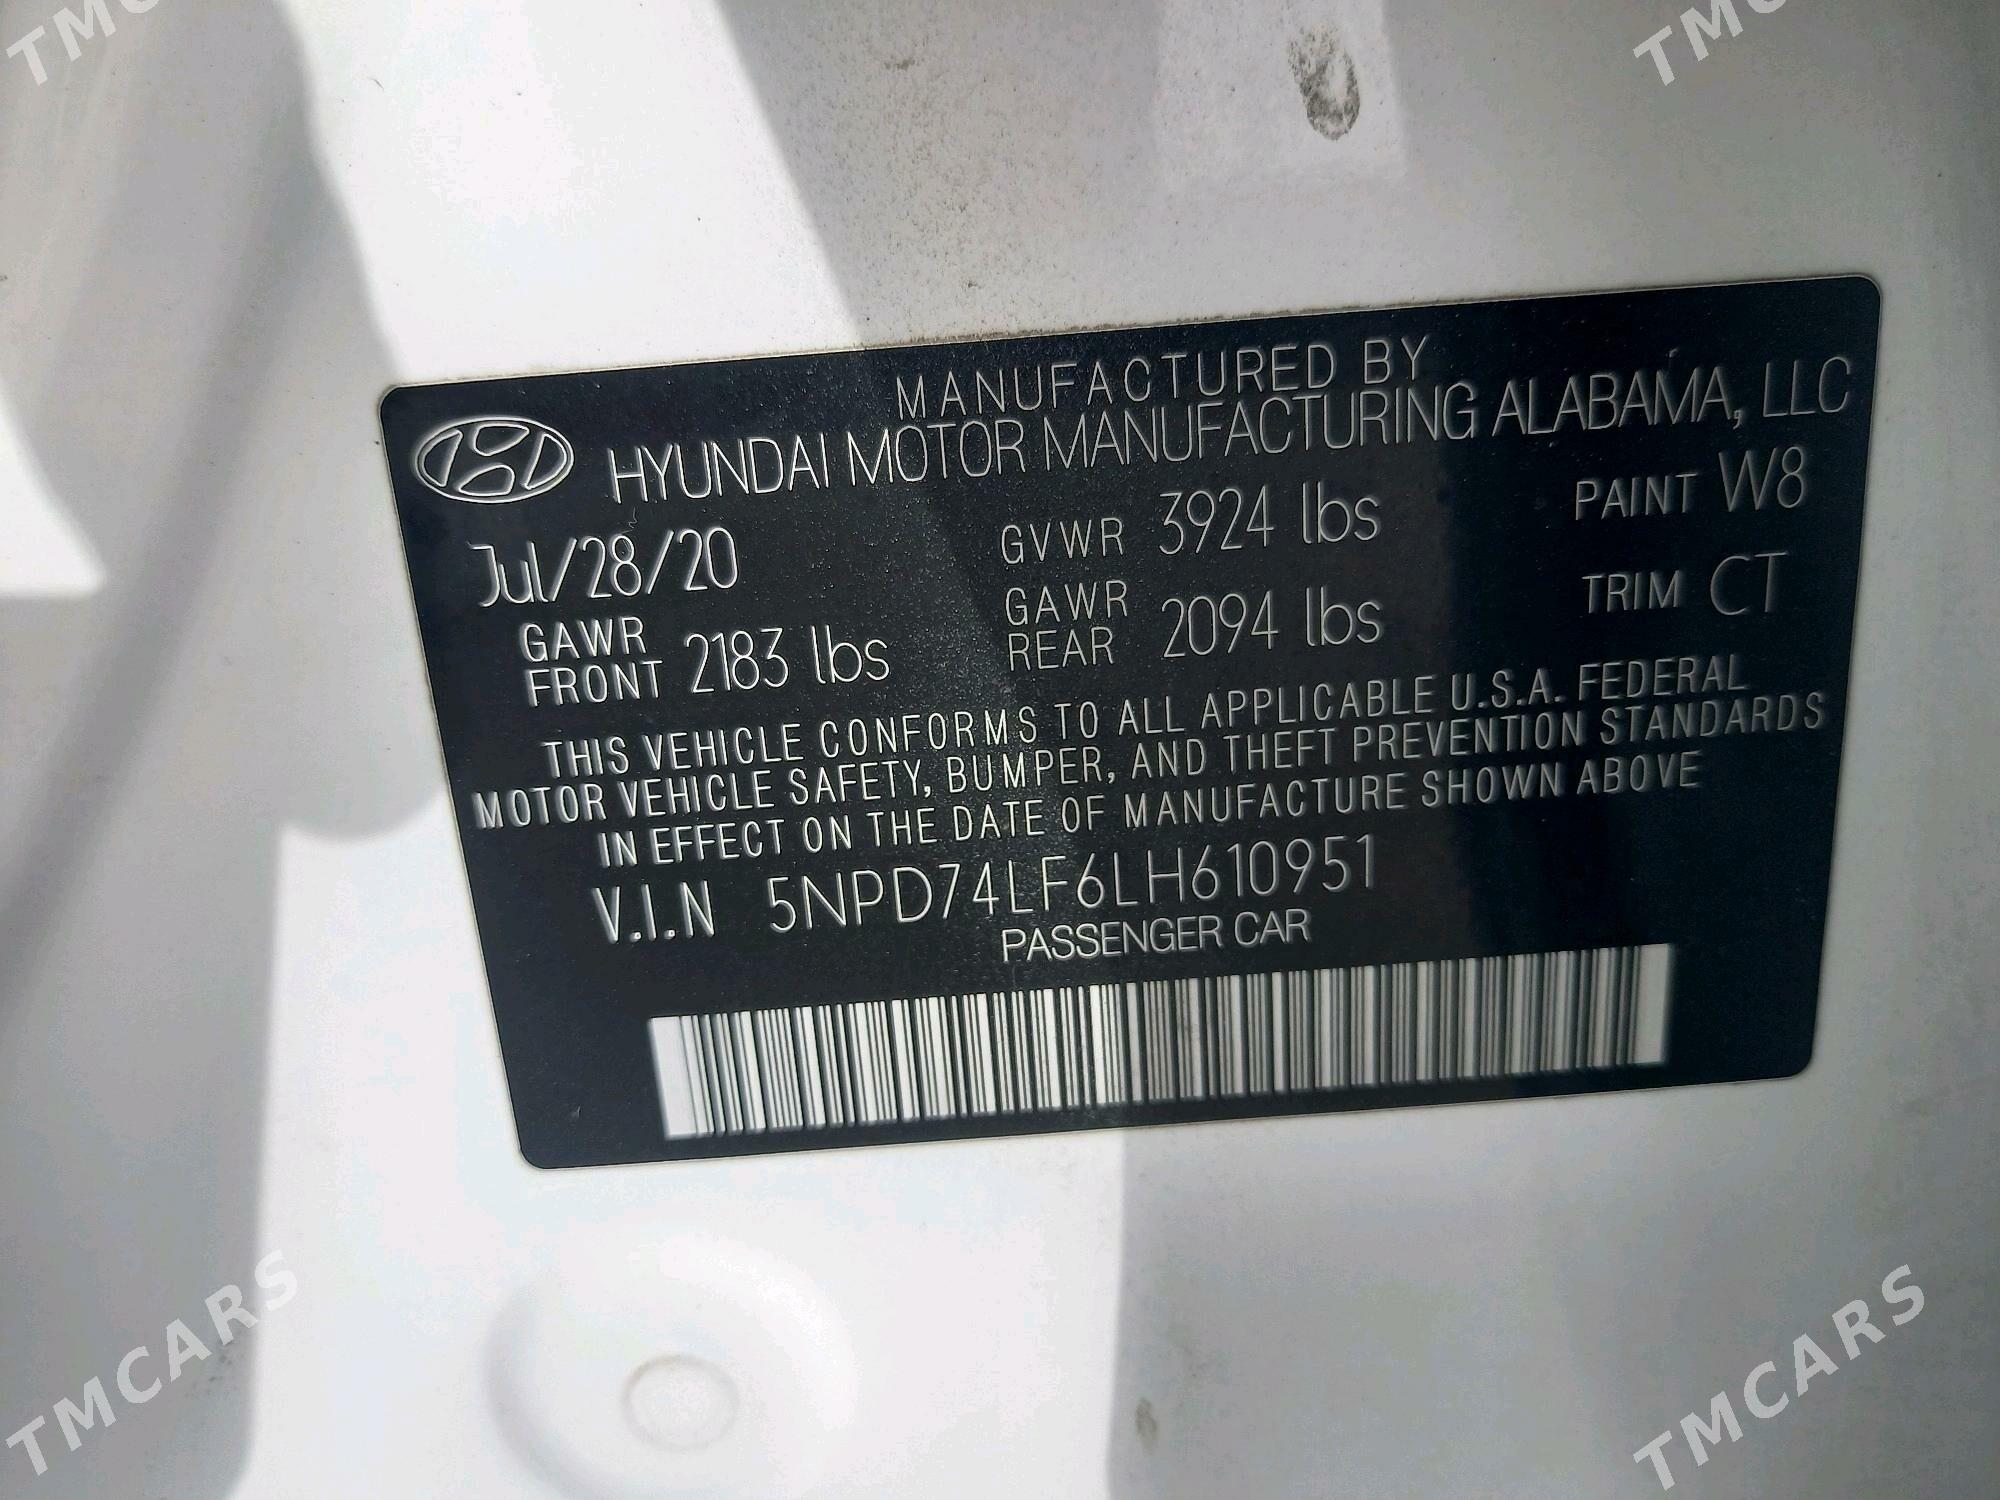 TMCARS
TMCARS
MANUFACTURED BY
HYUNDAI MOTOR MANUFACTURING ALABAMA, LLC
Jul/28/20 GVWR 3924 lbs PAINT W8
GAWR FRONT 2183 lbs GAWR REAR 2094 lbs TRIM CT
THIS VEHICLE CONFORMS TO ALL APPLICABLE U.S.A. FEDERAL
MOTOR VEHICLE SAFETY, BUMPER, AND THEFT PREVENTION STANDARDS
IN EFFECT ON THE DATE OF MANUFACTURE SHOWN ABOVE
V.I.N 5NPD74LF6LH610951
PASSENGER CAR
TMCARS
TMCARS